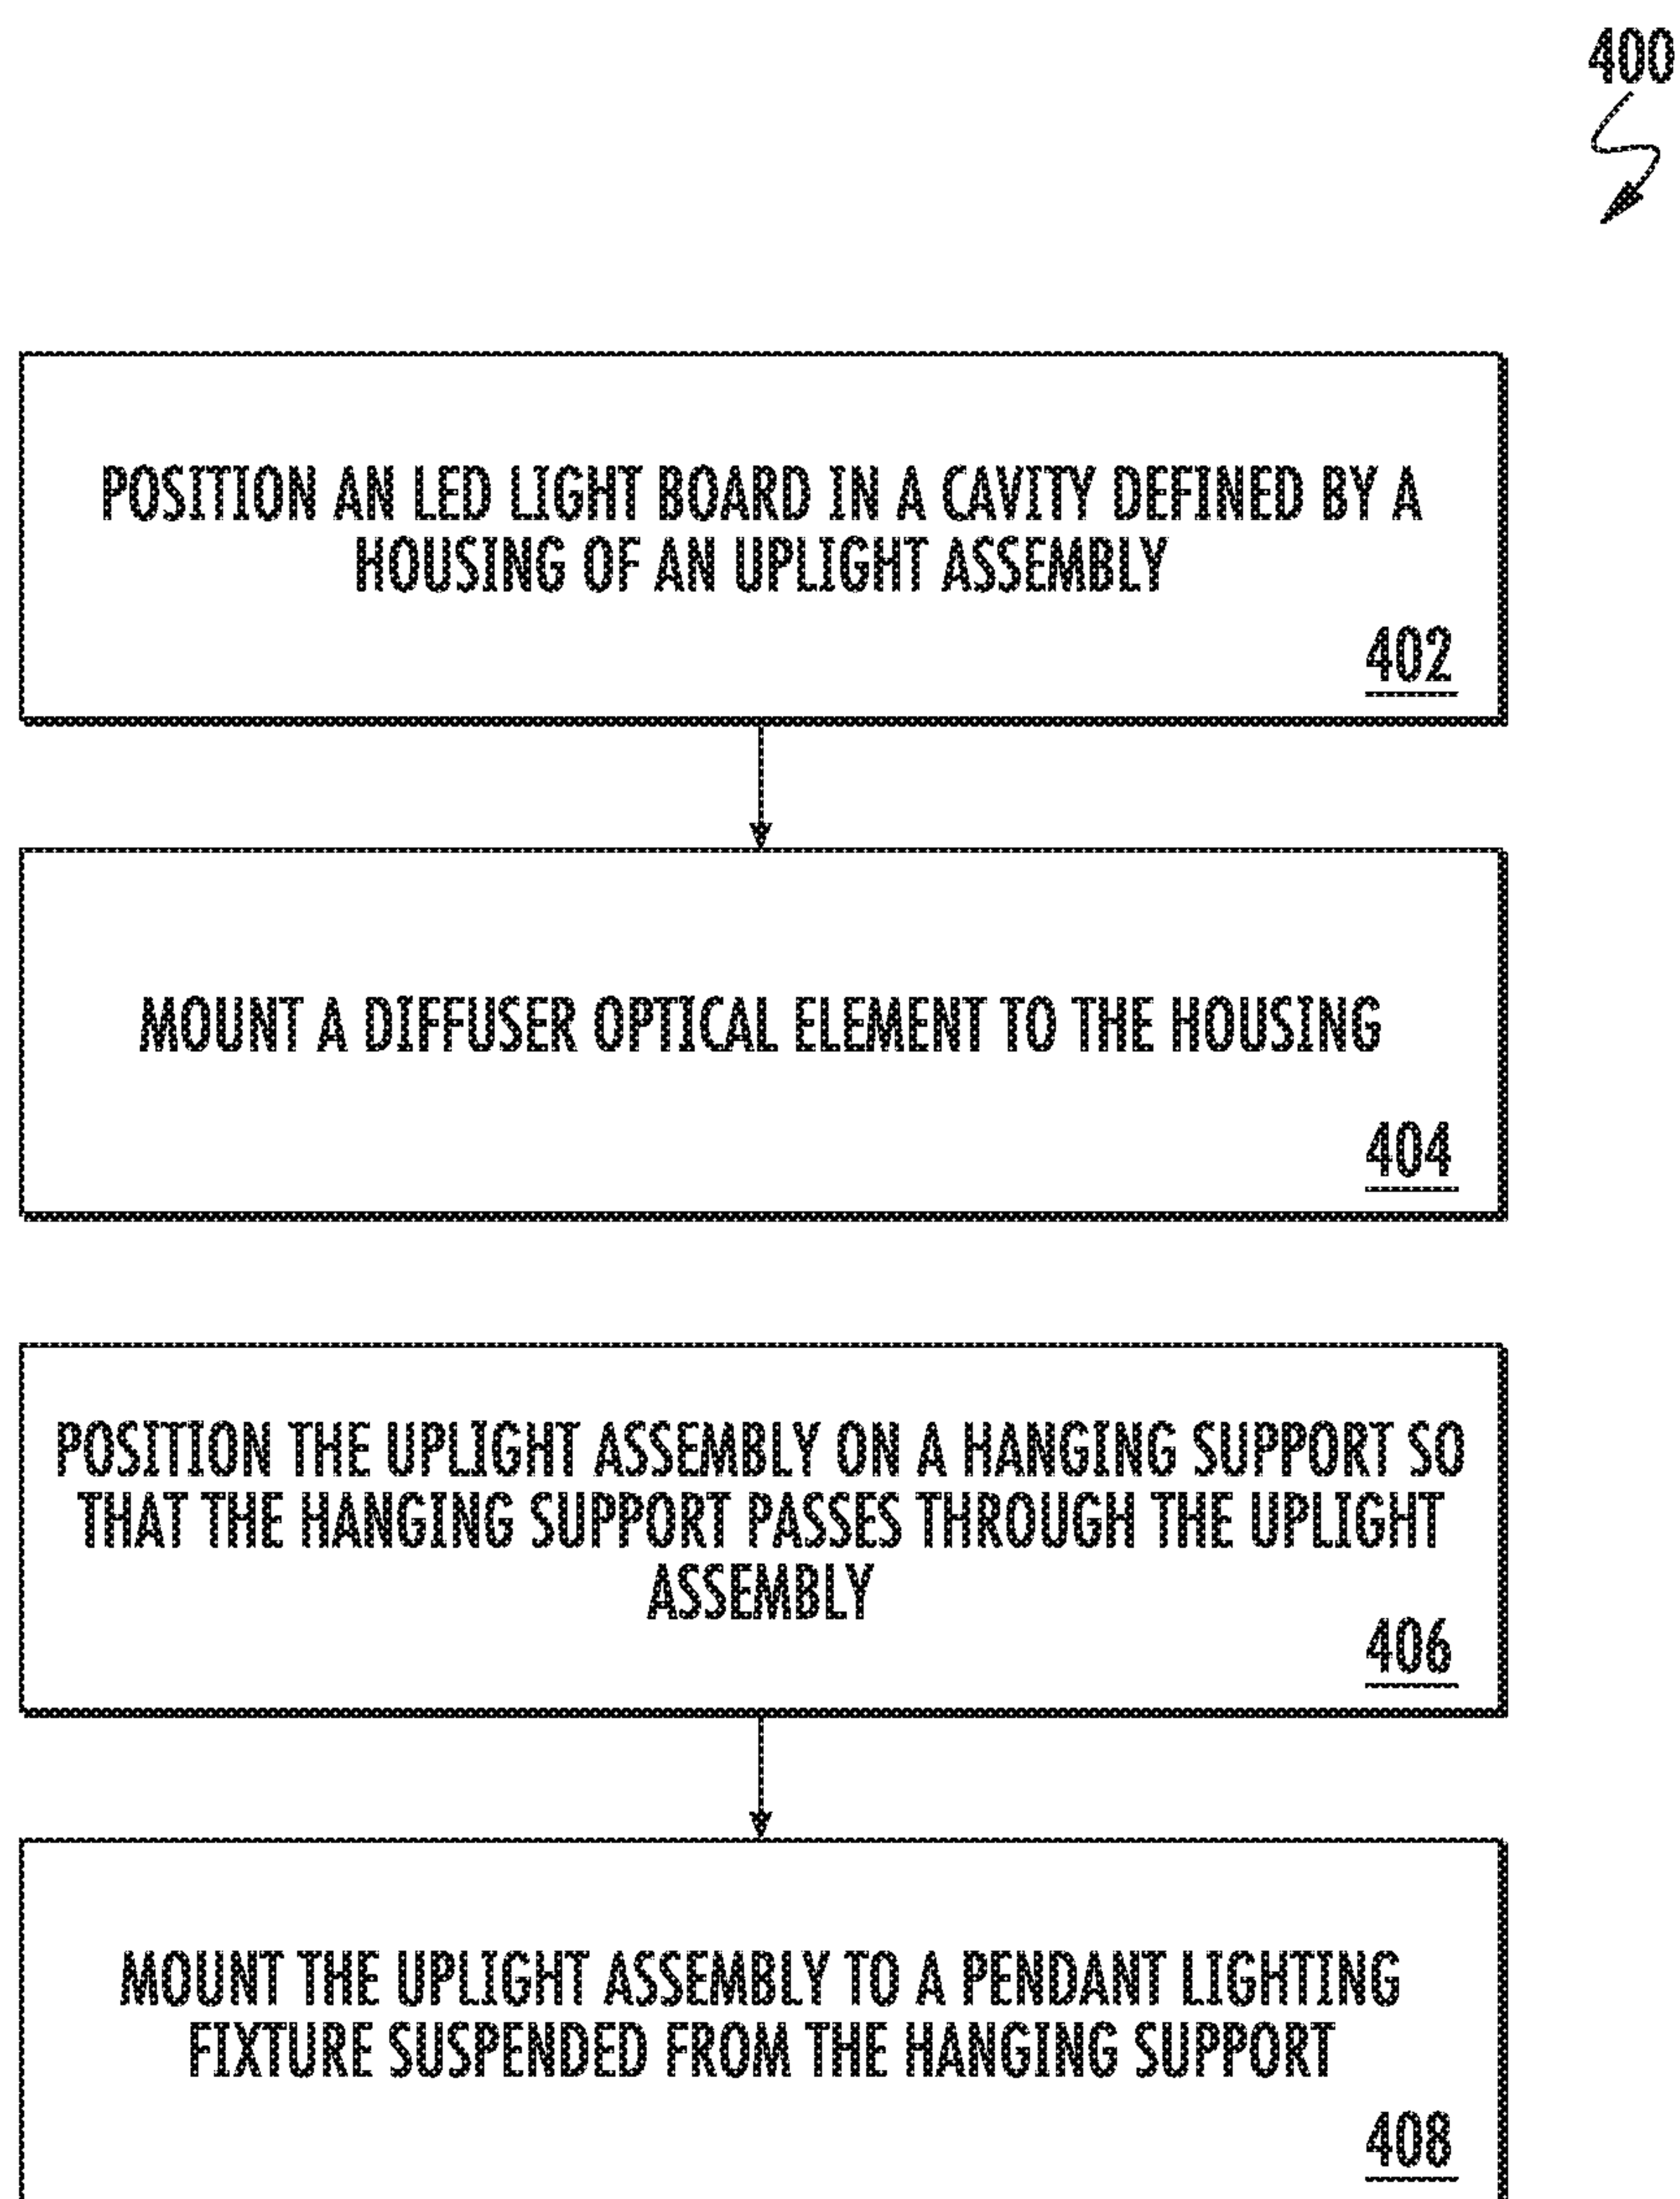 400
POSITION AN LED LIGHT BOARD IN A CAVITY DEFINED BY A
HOUSING OF AN UPLIGHT ASSEMBLY
402
MOUNT A DIFFUSER OPTICAL ELEMENT TO THE HOUSING
404
POSITION THE UPLIGHT ASSEMBLY ON A HANGING SUPPORT SO
THAT THE HANGING SUPPORT PASSES THROUGH THE UPLIGHT
ASSEMBLY
406
MOUNT THE UPLIGHT ASSEMBLY TO A PENDANT LIGHTING
FIXTURE SUSPENDED FROM THE HANGING SUPPORT
408